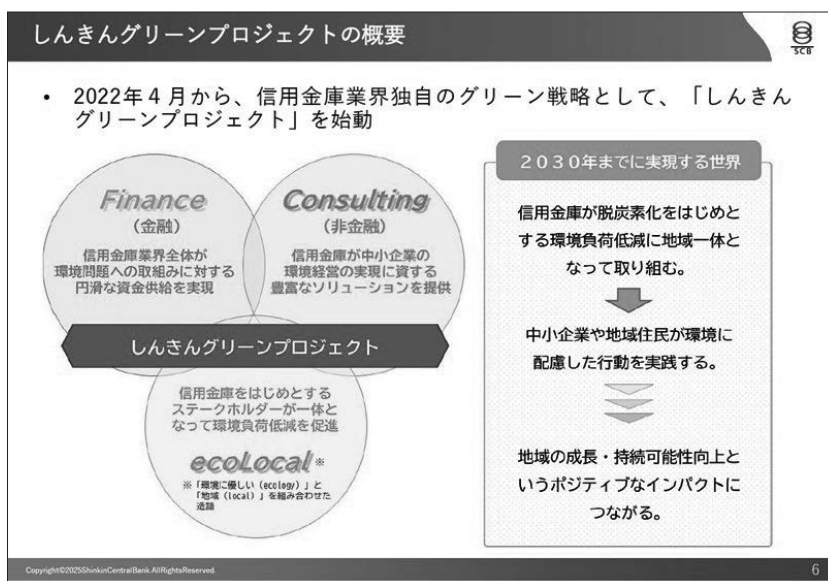 しんきんグリーンプロジェクトの概要
SCB
• 2022年4月から、信用金庫業界独自のグリーン戦略として、「しんきん
グリーンプロジェクト」を始動
Finance
(金融)
信用金庫業界全体が
環境問題への取組みに対する
円滑な資金供給を実現
Consulting
(非金融)
信用金庫が中小企業の
環境経営の実現に資する
豊富なソリューションを提供
しんきんグリーンプロジェクト
信用金庫をはじめとする
ステークホルダーが一体と
なって環境負荷低減を促進
ecoLocal※
※「環境に優しい(ecology)」と
「地域(local)」を組み合わせた
造語
2030年までに実現する世界
信用金庫が脱炭素化をはじめと
する環境負荷低減に地域一体と
なって取り組む。
中小企業や地域住民が環境に
配慮した行動を実践する。
地域の成長・持続可能性向上と
いうポジティブなインパクトに
つながる。
Copyright©2025ShinkinCentralBank.AllRightsReserved.
6